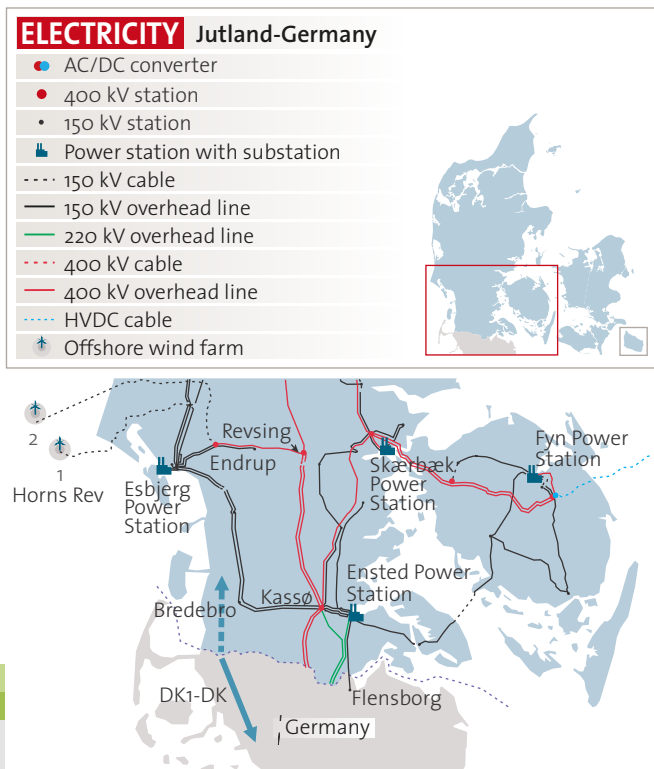 ELECTRICITY Jutland-Germany
AC/DC converter
400 kV station
150 kV station
Power station with substation
150 kV cable
150 kV overhead line
220 kV overhead line
400 kV cable
400 kV overhead line
HVDC cable
Offshore wind farm
2
1
Horns Rev
Esbjerg
Power
Station
Endrup
Revsing
Skærbæk
Power
Station
Fyn Power
Station
Ensted Power
Station
Kassø
Bredebro
DK1-DK
Flensborg
Germany